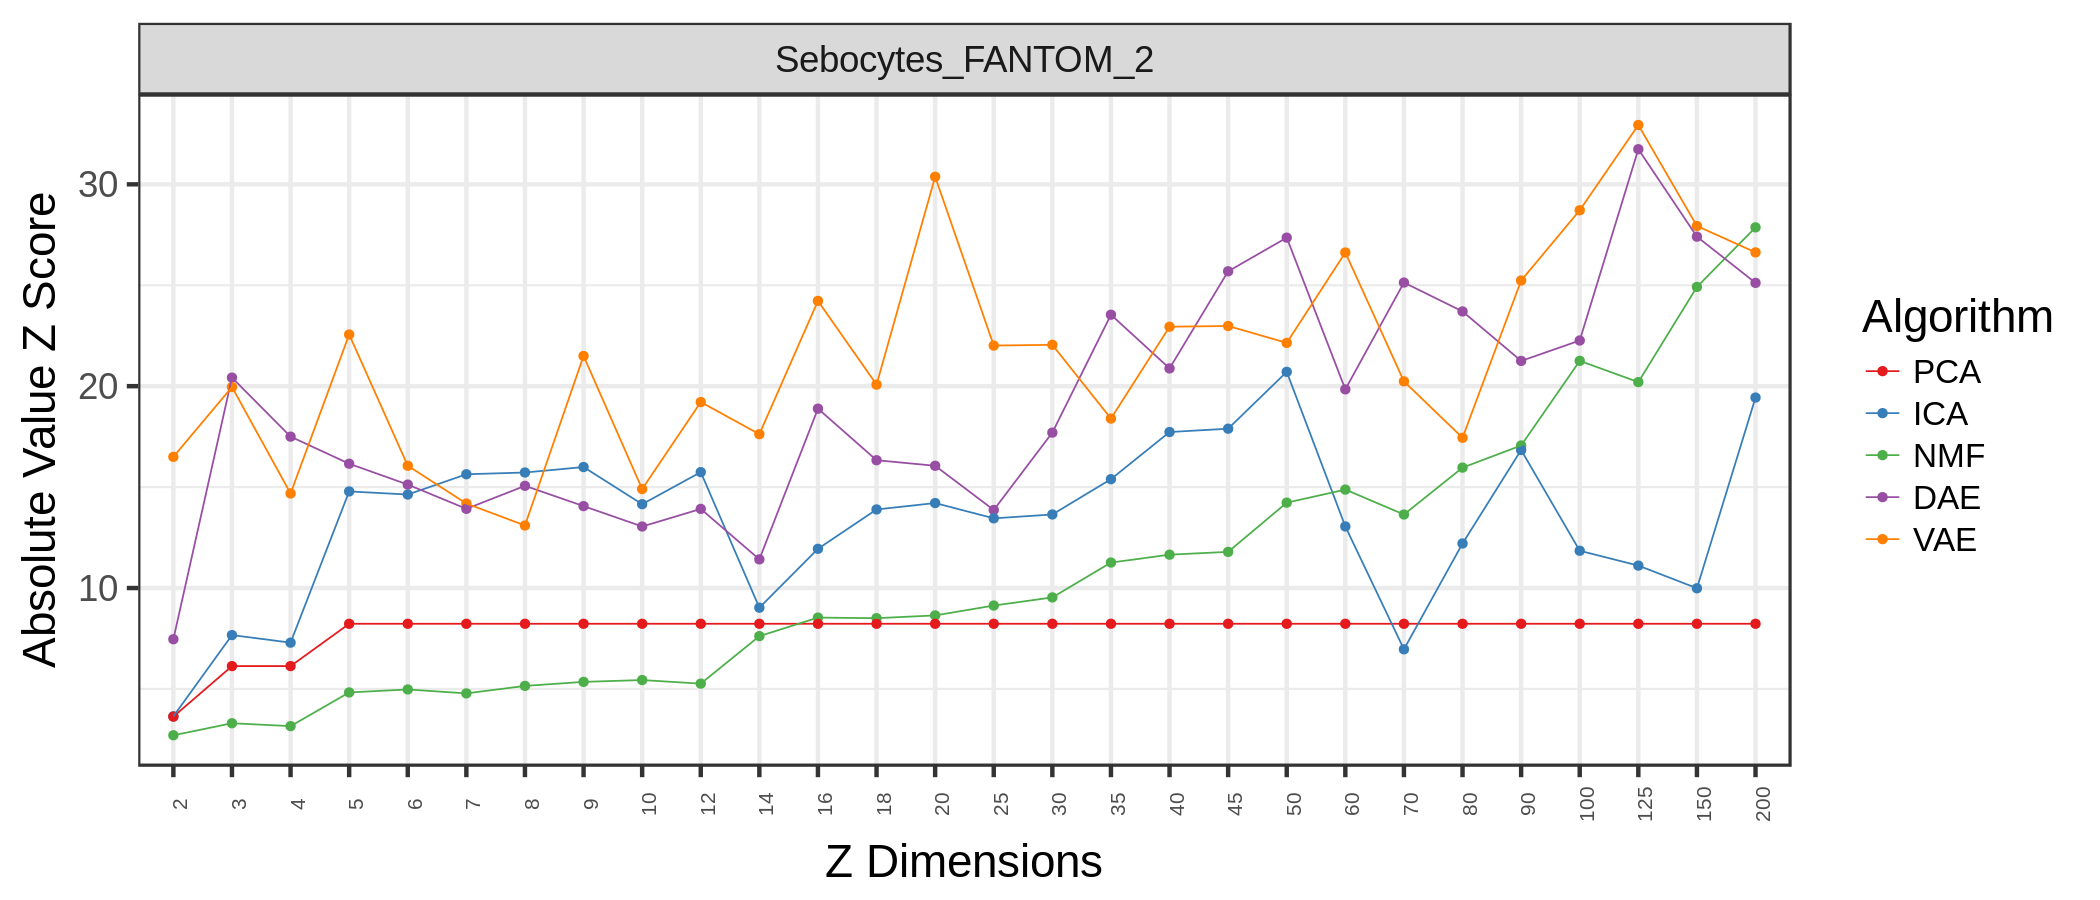 Sebocytes_FANTOM_2
Absolute Value Z Score
30
20
10
2 3 4 5 6 7 8 9 10 12 14 16 18 20 25 30 35 40 45 50 60 70 80 90 100 125 150 200
Z Dimensions
Algorithm
PCA
ICA
NMF
DAE
VAE